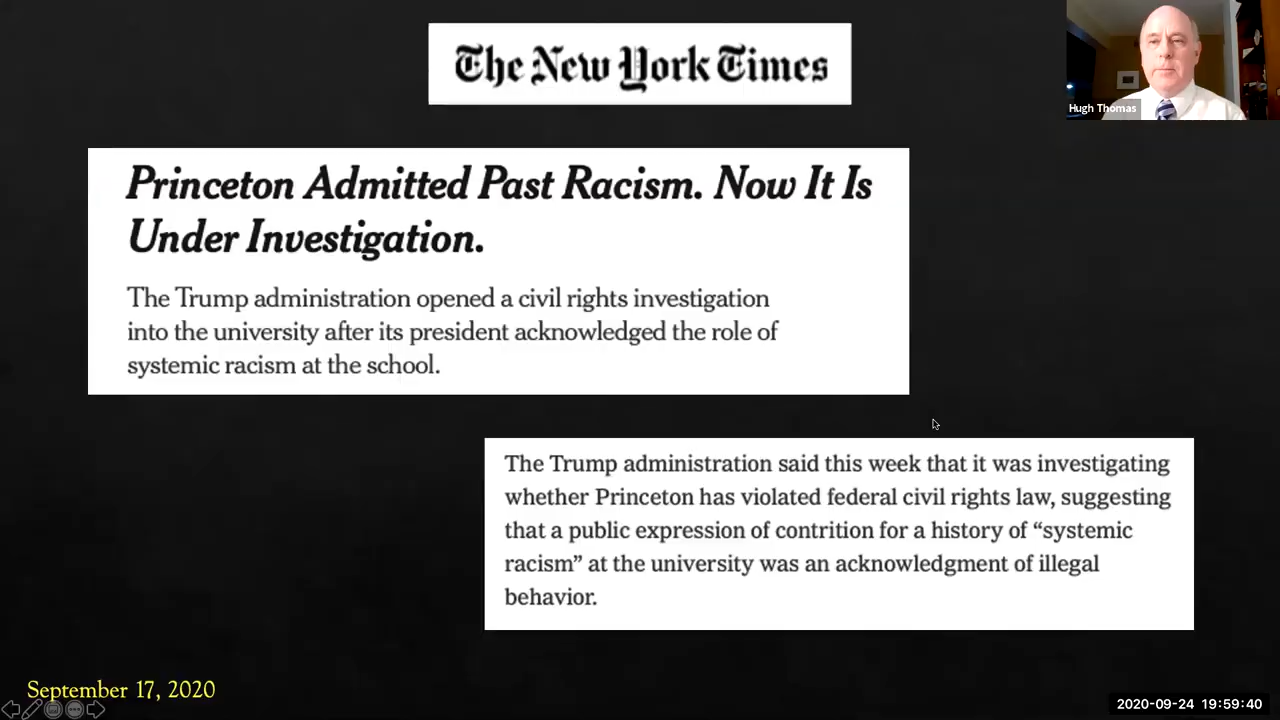 The New York Times
Hugh Thomas
Princeton Admitted Past Racism. Now It Is
Under Investigation.
The Trump administration opened a civil rights investigation
into the university after its president acknowledged the role of
systemic racism at the school.
The Trump administration said this week that it was investigating
whether Princeton has violated federal civil rights law, suggesting
that a public expression of contrition for a history of “systemic
racism” at the university was an acknowledgment of illegal
behavior.
September 17, 2020
2020-09-24 19:59:40